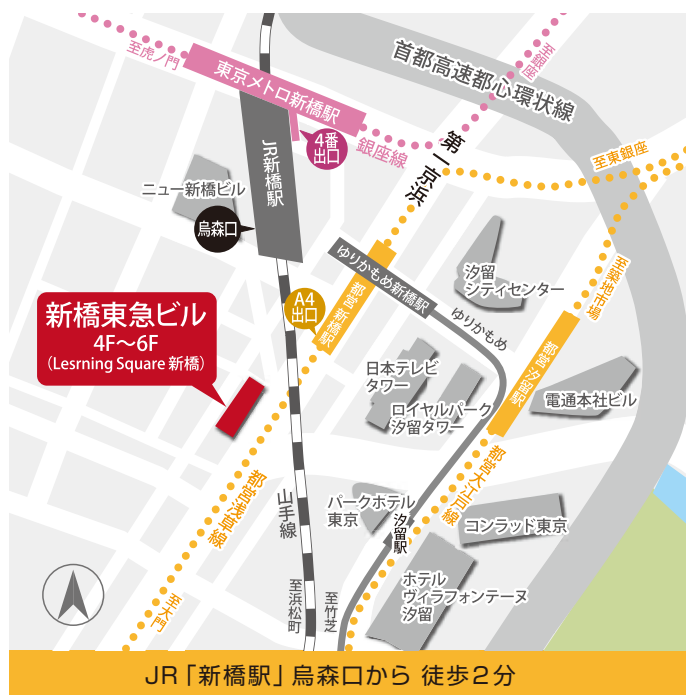 至虎ノ門
東京メトロ新橋駅
4番
出口
銀座線
至銀座
首都高速都心環状線
第一京浜
至東銀座
JR新橋駅
ニュー新橋ビル
烏森口
ゆりかもめ新橋駅
ゆりかもめ
汐留
シティセンター
至築地市場
A4
出口
都営新橋駅
新橋東急ビル
4F〜6F
（Lesrning Square 新橋）
日本テレビ
タワー
ロイヤルパーク
汐留タワー
都営汐留駅
電通本社ビル
都営浅草線
山手線
パークホテル
東京
汐留駅
都営大江戸線
コンラッド東京
ホテル
ヴィラフォンテーヌ
汐留
至大門
至浜松町
至竹芝
JR「新橋駅」烏森口から 徒歩2分